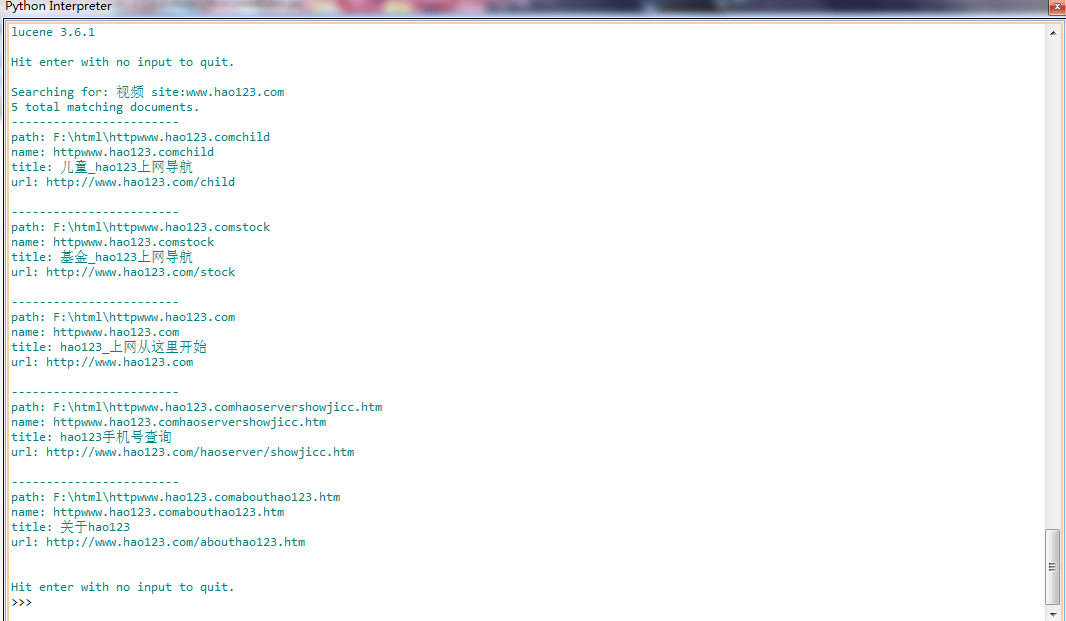 Python Interpreter
lucene 3.6.1
Hit enter with no input to quit.
Searching for: 视频 site:www.hao123.com
5 total matching documents.
------------------------
path: F:\html\httpwww.hao123.comchild
name: httpwww.hao123.comchild
title: 儿童_hao123上网导航
url: http://www.hao123.com/child
------------------------
path: F:\html\httpwww.hao123.comstock
name: httpwww.hao123.comstock
title: 基金_hao123上网导航
url: http://www.hao123.com/stock
------------------------
path: F:\html\httpwww.hao123.com
name: httpwww.hao123.com
title: hao123_上网从这里开始
url: http://www.hao123.com
------------------------
path: F:\html\httpwww.hao123.comhaoservershowjicc.htm
name: httpwww.hao123.comhaoservershowjicc.htm
title: hao123手机号查询
url: http://www.hao123.com/haoserver/showjicc.htm
------------------------
path: F:\html\httpwww.hao123.comabouthao123.htm
name: httpwww.hao123.comabouthao123.htm
title: 关于hao123
url: http://www.hao123.com/abouthao123.htm
Hit enter with no input to quit.
>>>